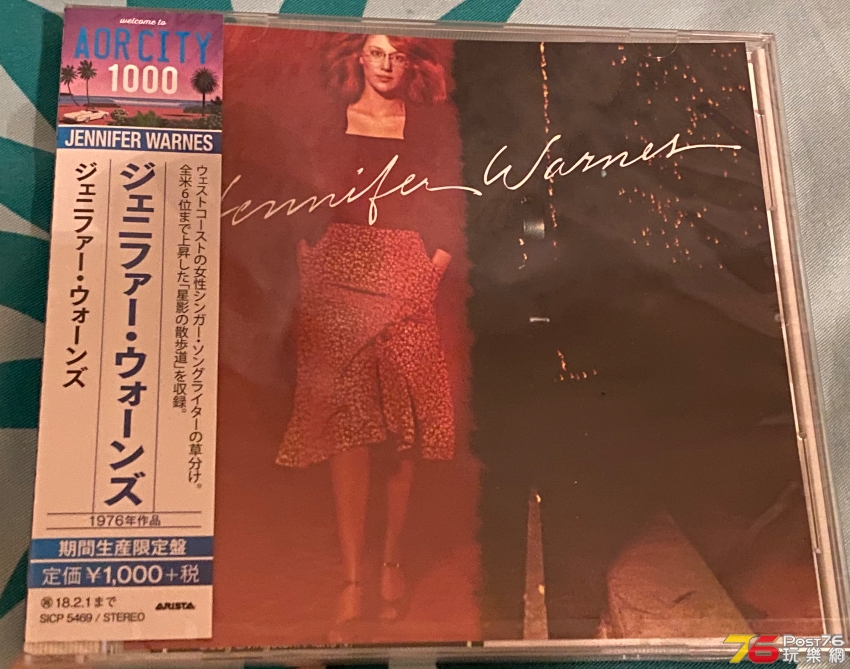 welcome to
AOR CITY
1000
JENNIFER WARNES
ウェストコーストの女性シンガー・ソングライターの草分け。
全米6位まで上昇した「星影の散歩道」を収録。
ジェニファー・ウォーンズ
ジェニファー・ウォーンズ
1976年作品
期間生産限定盤
定価¥1,000+税
㊕18.2.1まで
ARISTA
SICP 5469 / STEREO
Jennifer Warnes
76 Post76
玩樂網